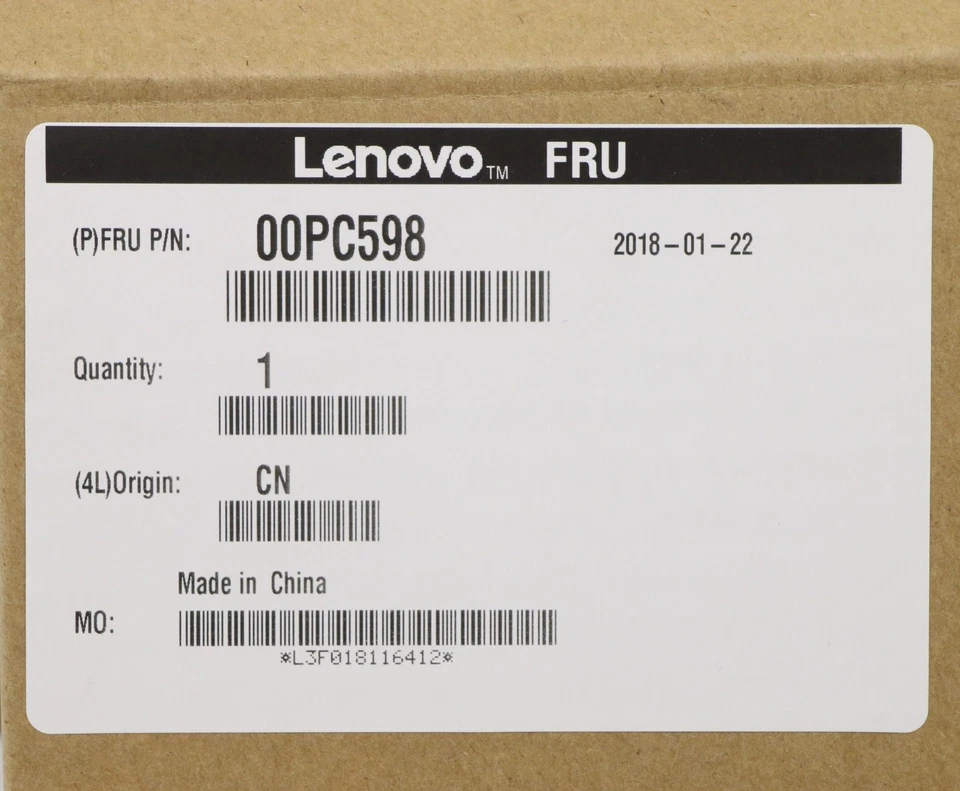 Lenovo™ FRU
(P)FRU P/N: 00PC598 2018-01-22
Quantity: 1
(4L)Origin: CN
Made in China
MO:
*L3F018116412*